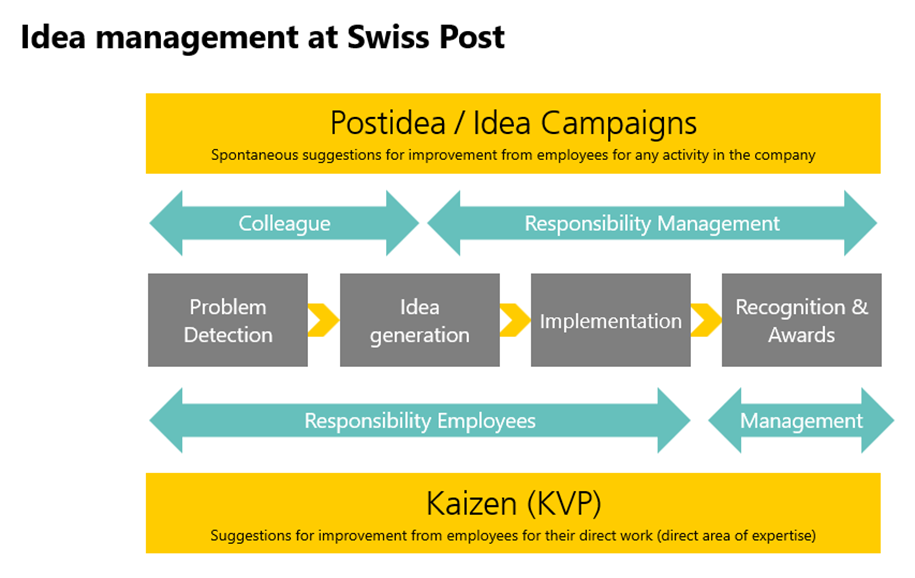 Idea management at Swiss Post
Postidea / Idea Campaigns
Spontaneous suggestions for improvement from employees for any activity in the company
Colleague
Responsibility Management
Problem
Detection
Idea
generation
Implementation
Recognition &
Awards
Responsibility Employees
Management
Kaizen (KVP)
Suggestions for improvement from employees for their direct work (direct area of expertise)